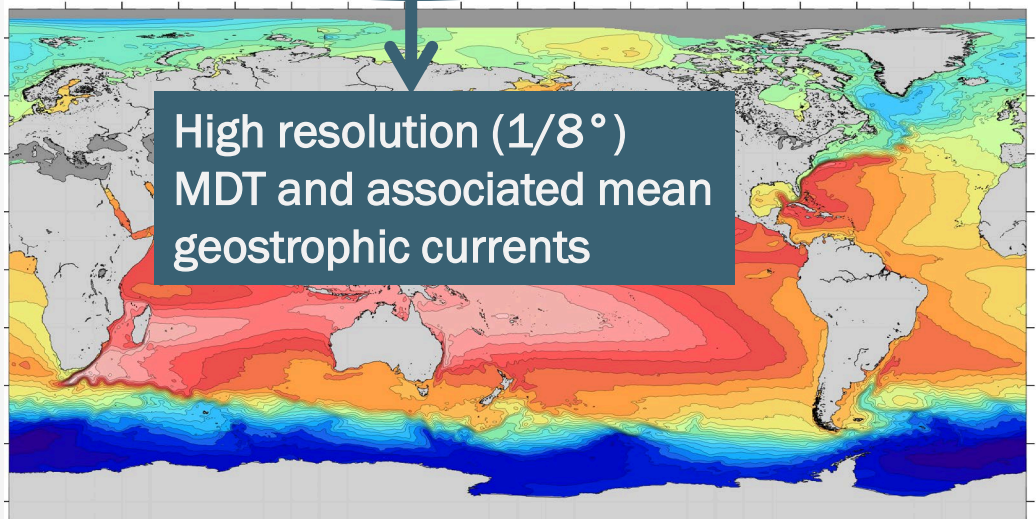 High resolution (1/8°)
MDT and associated mean
geostrophic currents